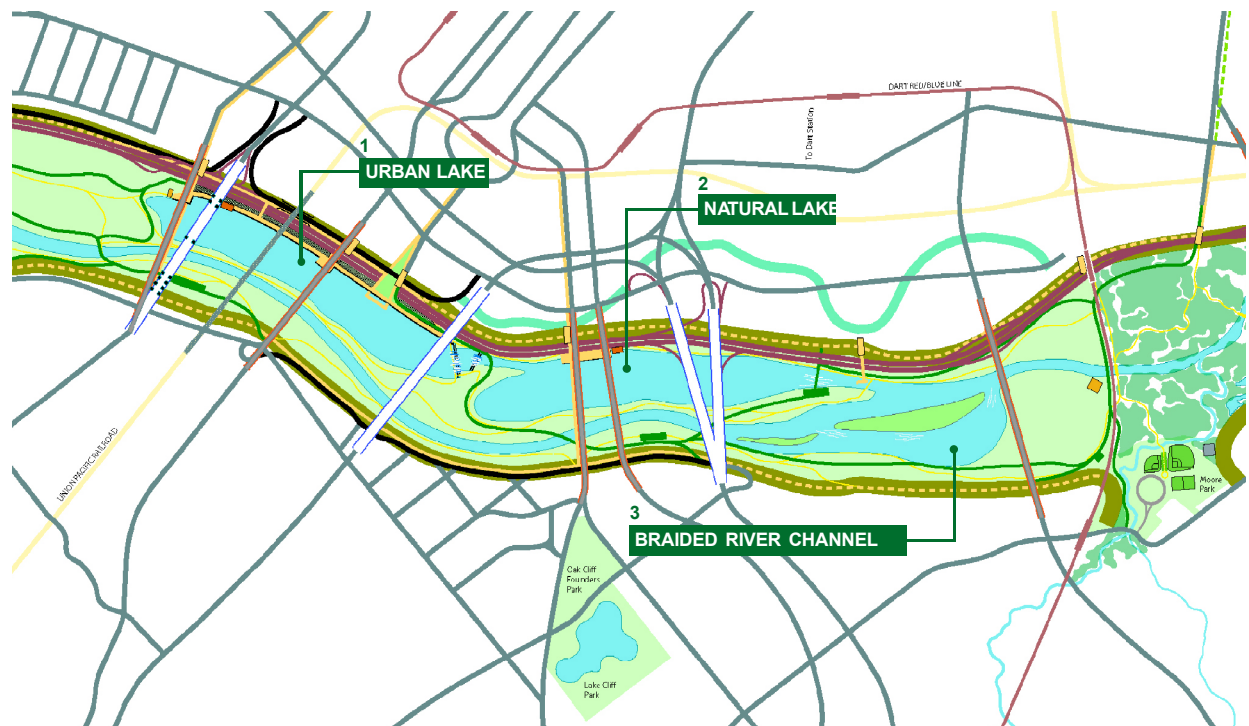 DART RED/BLUE LINE
To Dart Station
1
URBAN LAKE
2
NATURAL LAKE
UNION PACIFIC RAILROAD
Moore
Park
3
BRAIDED RIVER CHANNEL
Oak Cliff
Founders
Park
Lake Cliff
Park